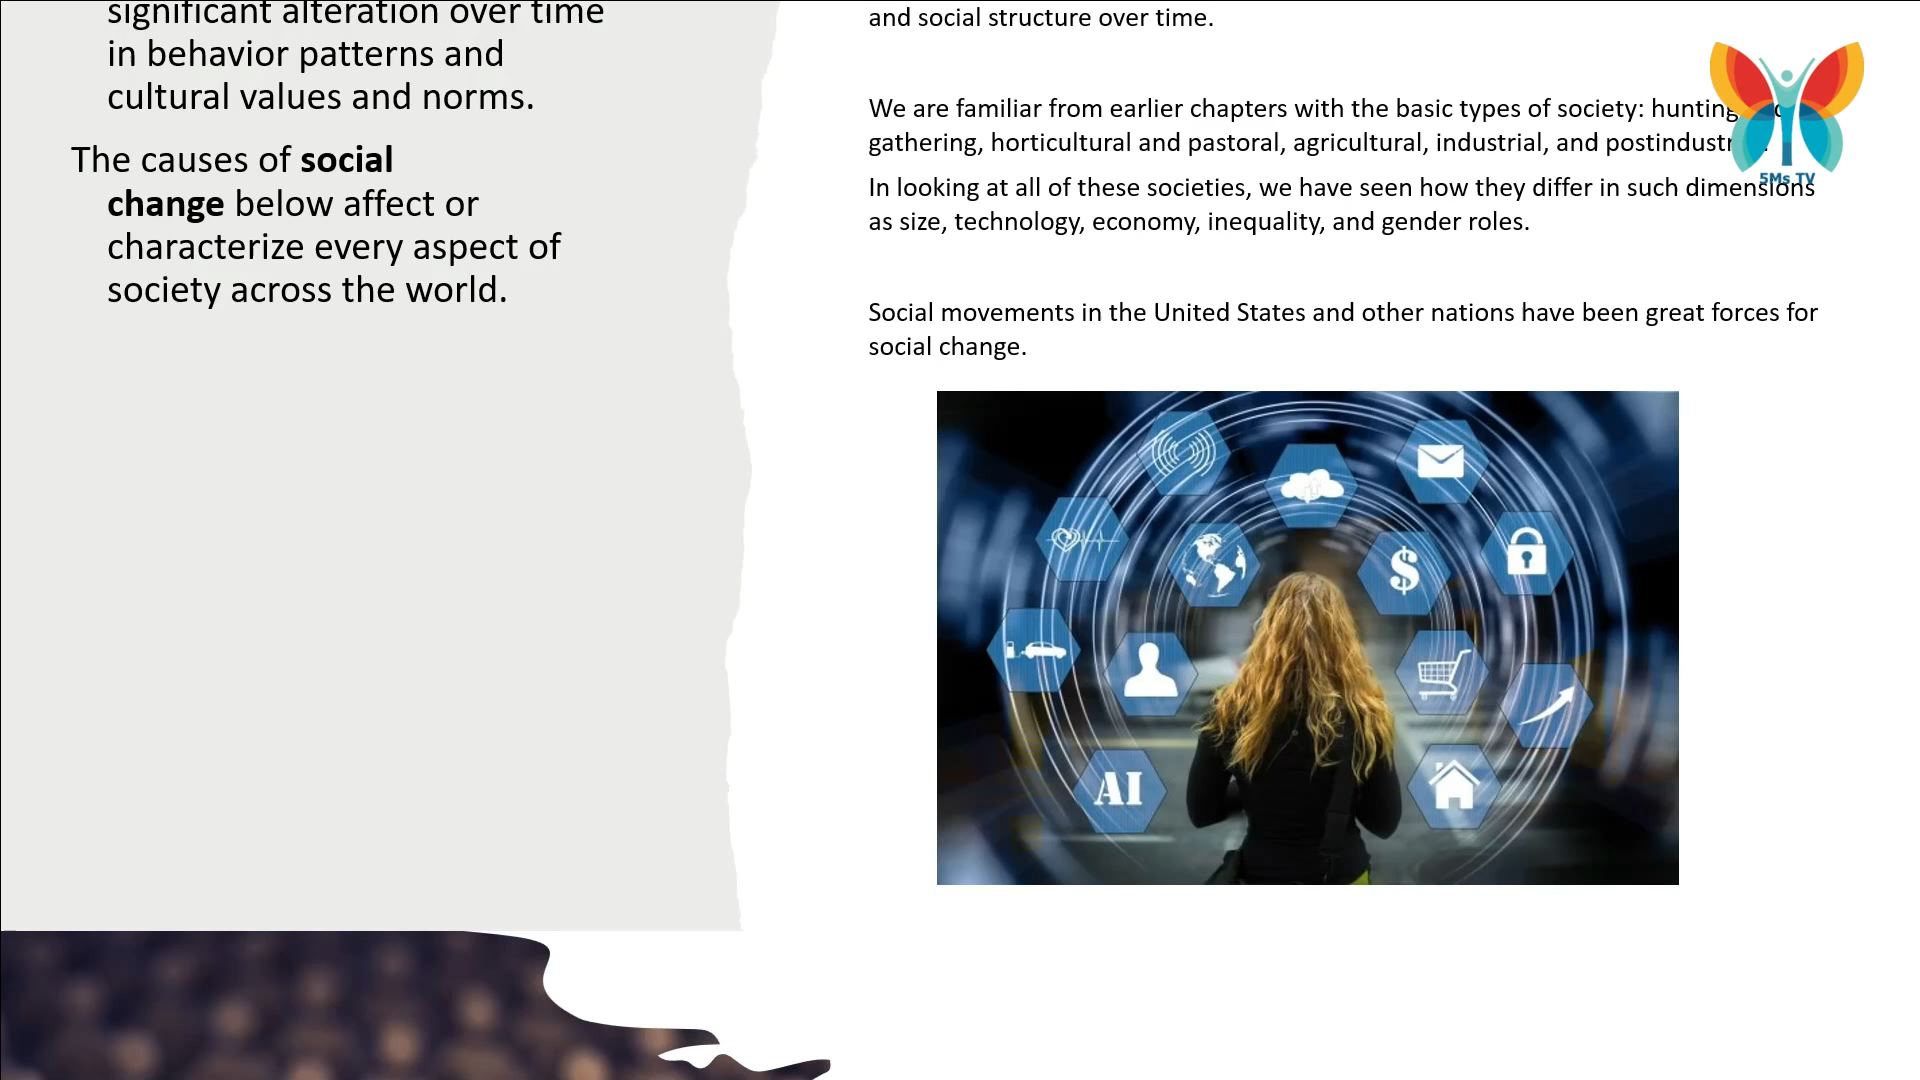 significant alteration over time
in behavior patterns and
cultural values and norms.
The causes of social
change below affect or
characterize every aspect of
society across the world.
and social structure over time.
We are familiar from earlier chapters with the basic types of society: hunting
gathering, horticultural and pastoral, agricultural, industrial, and
In looking at all of these societies, we have seen how they differ in such dimensions
as size, technology, economy, inequality, and gender roles.
Social movements in the United States and other nations have been great forces for
social change.
5Ms TV
$
AI